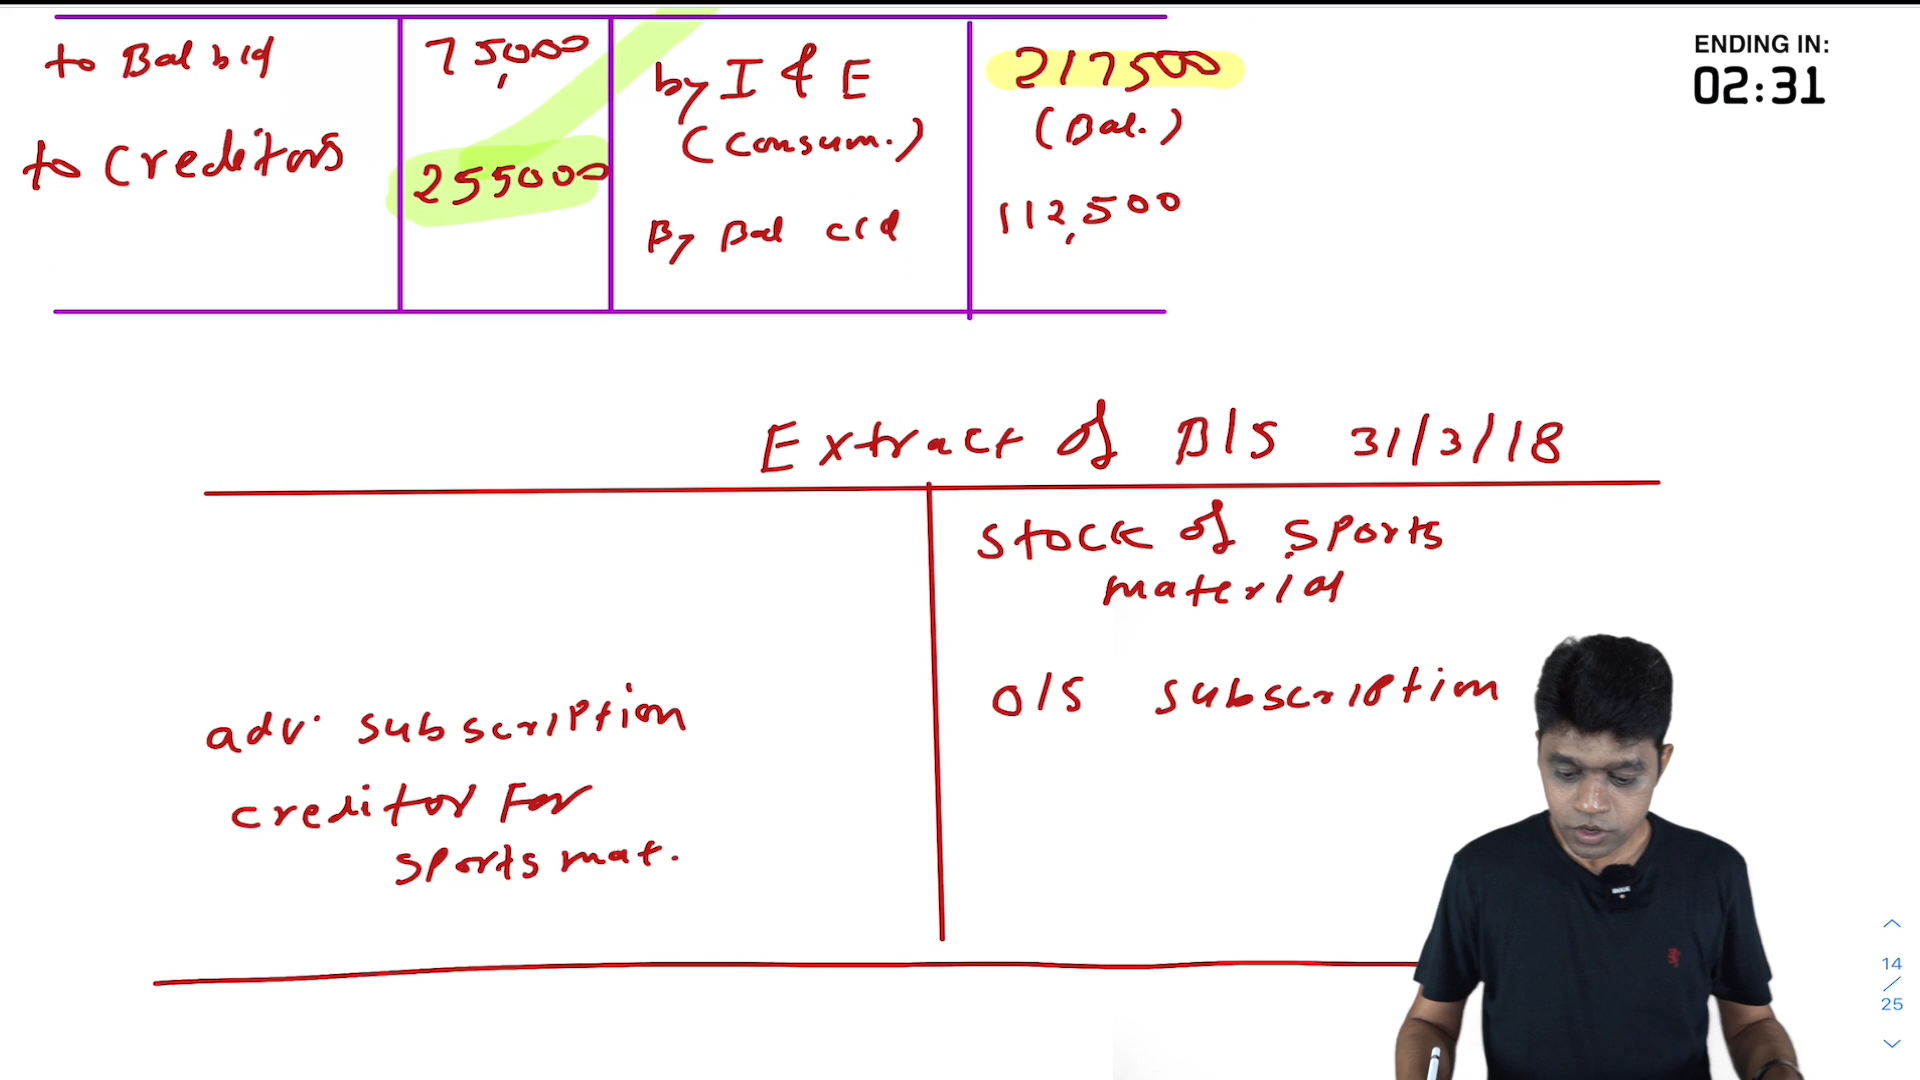 to Bal b/d 75,000 by I & E 217500
(Consum.) (Bal.)
to Creditors 255000
By Bal c/d 112,500
ENDING IN:
02:31
Extract of B/S 31/3/18
Stock of Sports
material
O/S Subscription
adv. Subscription
creditor For
Sports mat.
14
/
25